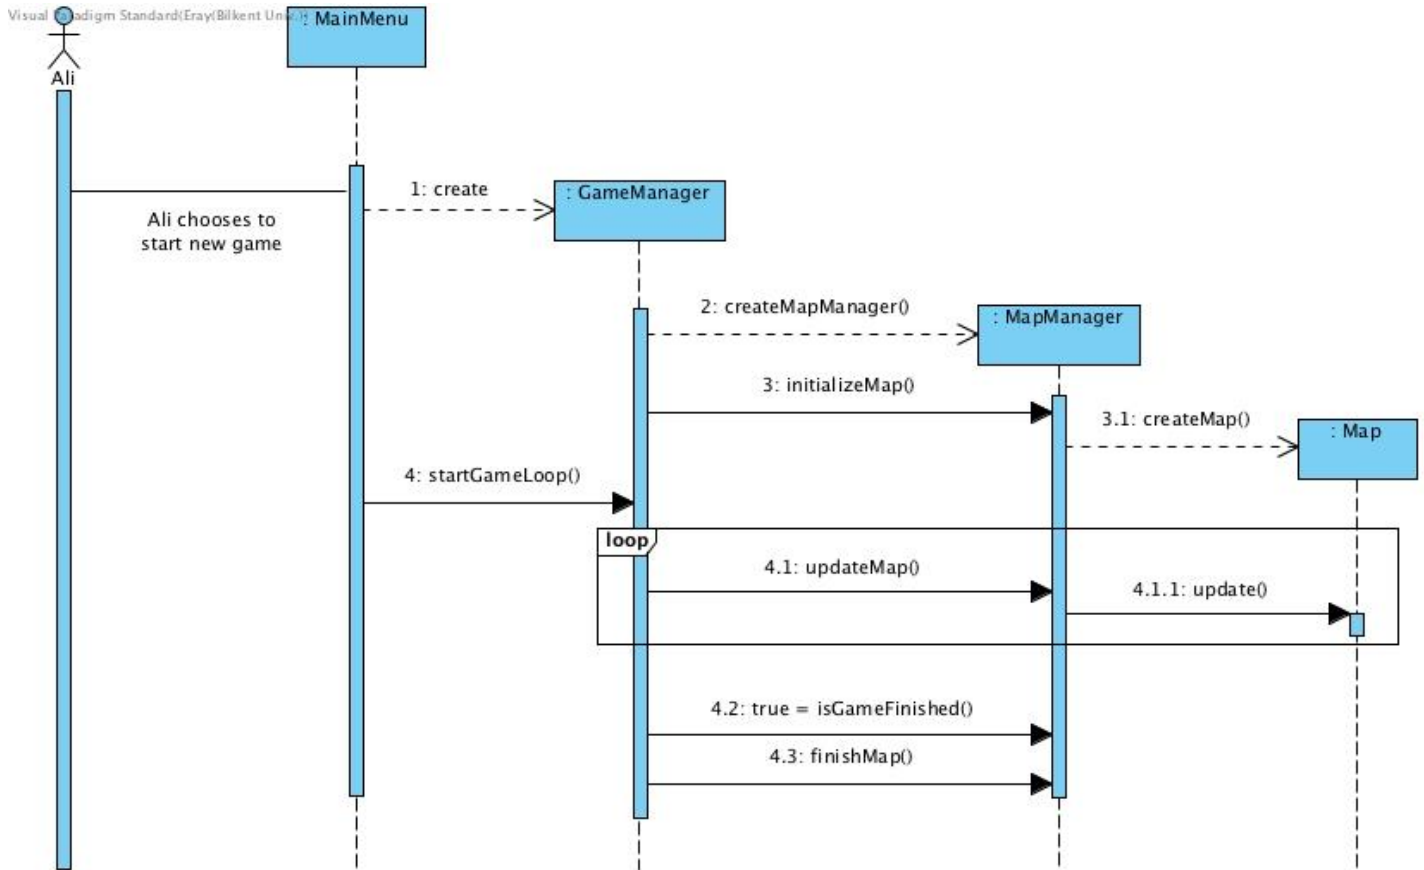 Visual Paradigm Standard(Eray(Bilkent Univ.))
: MainMenu
Ali
1: create
: GameManager
Ali chooses to
start new game
2: createMapManager()
: MapManager
3: initializeMap()
3.1: createMap()
: Map
4: startGameLoop()
loop
4.1: updateMap()
4.1.1: update()
4.2: true = isGameFinished()
4.3: finishMap()